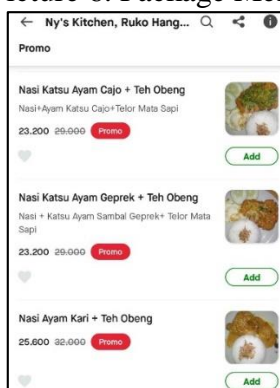 ← Ny's Kitchen, Ruko Hang...
Promo
Nasi Katsu Ayam Cajo + Teh Obeng
Nasi+Ayam Katsu Cajo+Telor Mata Sapi
23.200 29.000 Promo
Add
Nasi Katsu Ayam Geprek + Teh Obeng
Nasi + Katsu Ayam Sambal Geprek+ Telor Mata
Sapi
23.200 29.000 Promo
Add
Nasi Ayam Kari + Teh Obeng
25.600 32.000 Promo
Add